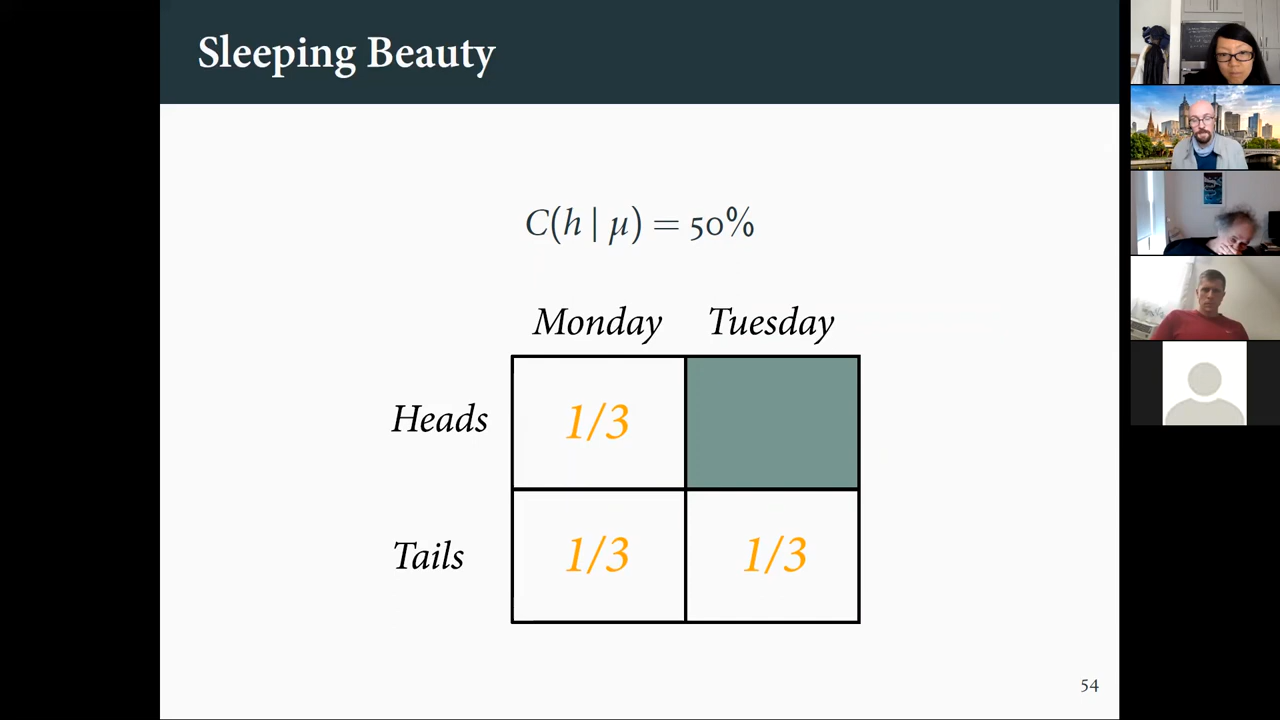 Sleeping Beauty
C(h | μ) = 50%
Monday Tuesday
Heads 1/3
Tails 1/3 1/3
54